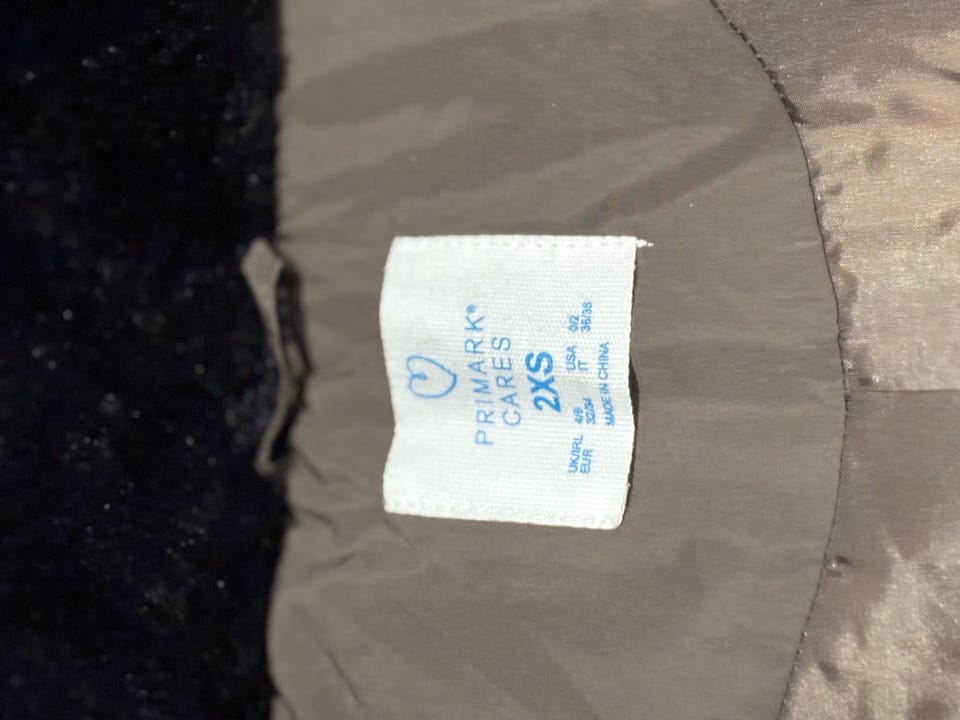 PRIMARK®
CARES
2XS
UK/IRL 4/6 USA 0/2
EUR 32/34 IT 36/38
MADE IN CHINA